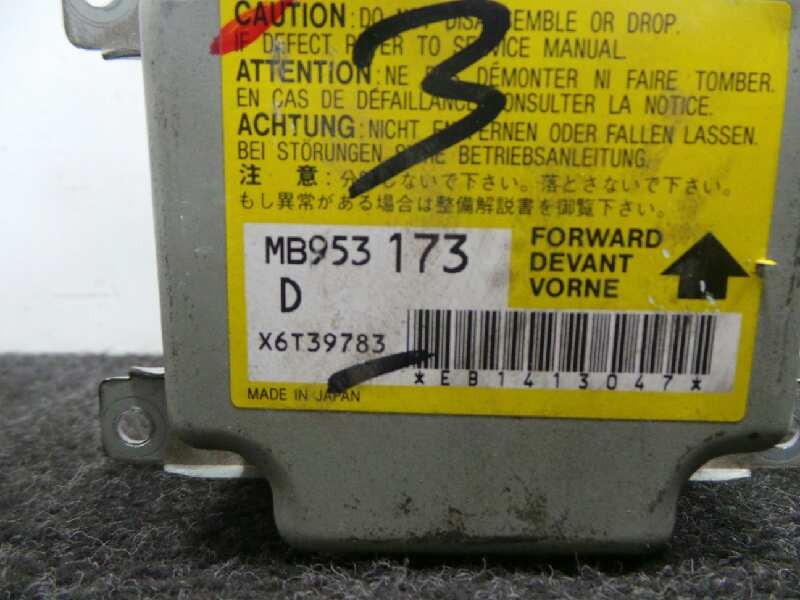 CAUTION: DO NOT DISASSEMBLE OR DROP.
IF DEFECT REFER TO SERVICE MANUAL.
ATTENTION: NE PAS DÉMONTER NI FAIRE TOMBER.
EN CAS DE DÉFAILLANCE CONSULTER LA NOTICE.
ACHTUNG: NICHT ENTFERNEN ODER FALLEN LASSEN.
BEI STÖRUNGEN SIEHE BETRIEBSANLEITUNG.
注 意:分解しないで下さい。落とさないで下さい。
もし異常がある場合は整備解説書を御覧下さい。
3
MB953 173
D
FORWARD
DEVANT
VORNE
X6T39783
*EB1413047*
MADE IN JAPAN